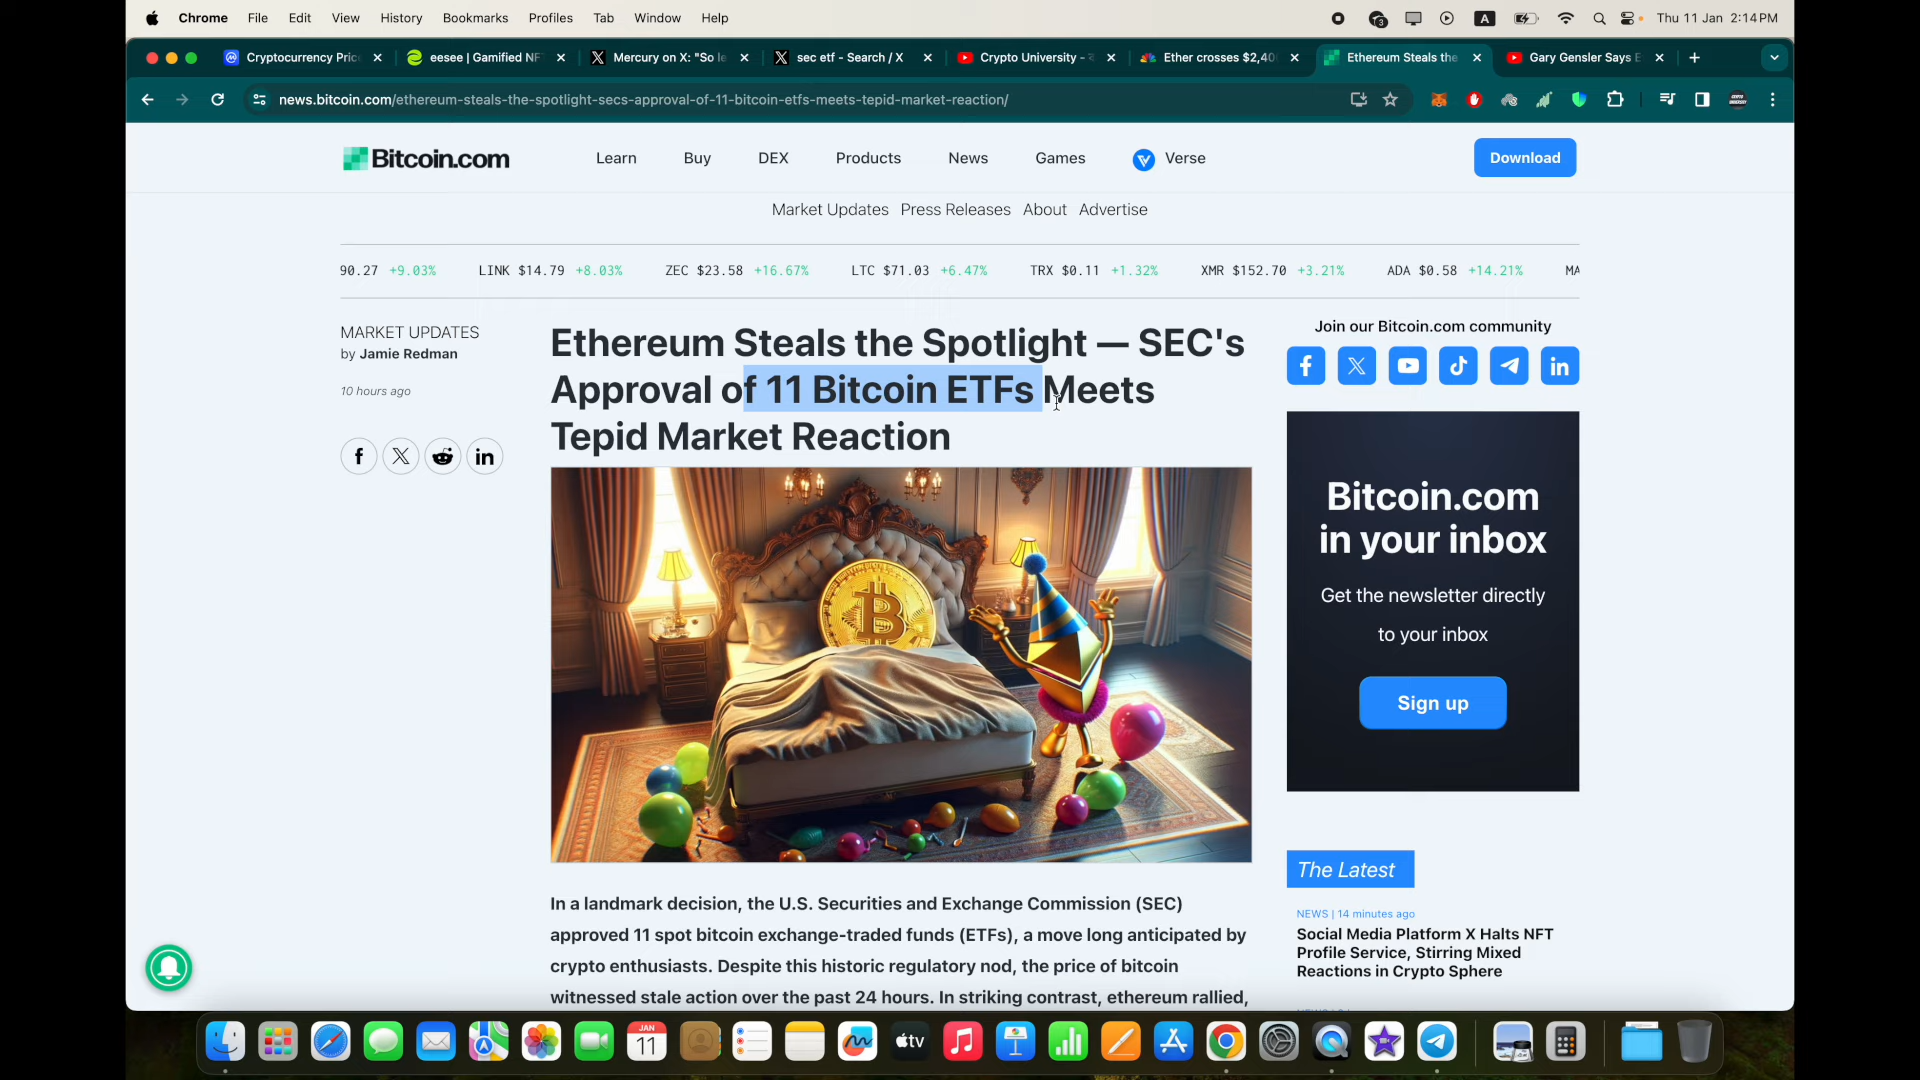 Chrome File Edit View History Bookmarks Profiles Tab Window Help
3 A Thu 11 Jan 2:14 PM
Cryptocurrency Pric eesee | Gamified NF Mercury on X: "So le sec etf - Search / X Crypto University - Ether crosses $2,40 Ethereum Steals the Gary Gensler Says E
news.bitcoin.com/ethereum-steals-the-spotlight-secs-approval-of-11-bitcoin-etfs-meets-tepid-market-reaction/
Bitcoin.com Learn Buy DEX Products News Games Verse Download
Market Updates Press Releases About Advertise
90.27 +9.03% LINK $14.79 +8.03% ZEC $23.58 +16.67% LTC $71.03 +6.47% TRX $0.11 +1.32% XMR $152.70 +3.21% ADA $0.58 +14.21% MA
MARKET UPDATES
by Jamie Redman
10 hours ago
Ethereum Steals the Spotlight — SEC's
Approval of 11 Bitcoin ETFs Meets
Tepid Market Reaction
In a landmark decision, the U.S. Securities and Exchange Commission (SEC)
approved 11 spot bitcoin exchange-traded funds (ETFs), a move long anticipated by
crypto enthusiasts. Despite this historic regulatory nod, the price of bitcoin
witnessed stale action over the past 24 hours. In striking contrast, ethereum rallied,
Join our Bitcoin.com community
Bitcoin.com
in your inbox
Get the newsletter directly
to your inbox
Sign up
The Latest
NEWS | 14 minutes ago
Social Media Platform X Halts NFT
Profile Service, Stirring Mixed
Reactions in Crypto Sphere
JAN
11
tv